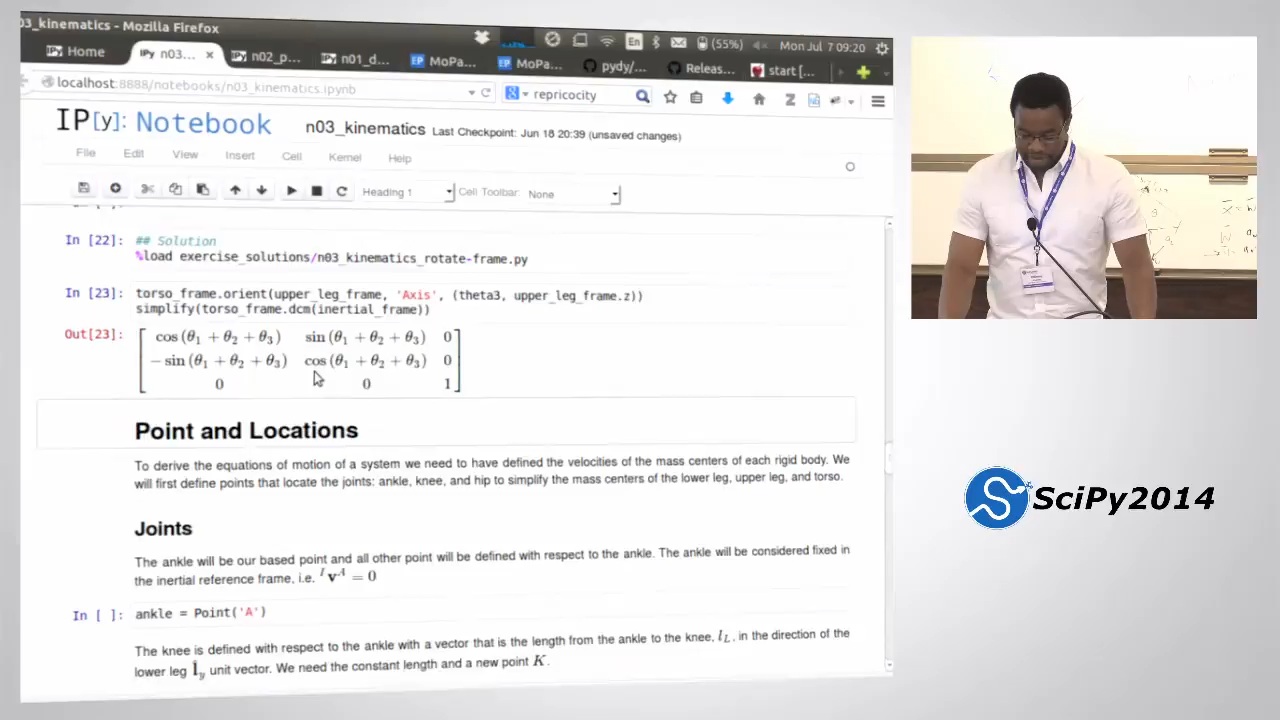 03_kinematics - Mozilla Firefox
En (55%) Mon Jul 7 09:20
IP[y] Home IP[y] n03... × IP[y] n02_p... IP[y] n01_d... EP MoPa... EP MoPa... pydy/... Releas... start [...
localhost:8888/notebooks/n03_kinematics.ipynb repricocity
IP[y]: Notebook n03_kinematics Last Checkpoint: Jun 18 20:39 (unsaved changes)
File Edit View Insert Cell Kernel Help
Heading 1 Cell Toolbar: None
In [22]: ## Solution
%load exercise_solutions/n03_kinematics_rotate-frame.py
In [23]: torso_frame.orient(upper_leg_frame, 'Axis', (theta3, upper_leg_frame.z))
simplify(torso_frame.dcm(inertial_frame))
Out[23]: [ cos (θ1 + θ2 + θ3) sin (θ1 + θ2 + θ3) 0
− sin (θ1 + θ2 + θ3) cos (θ1 + θ2 + θ3) 0
0 0 1 ]
Point and Locations
To derive the equations of motion of a system we need to have defined the velocities of the mass centers of each rigid body. We
will first define points that locate the joints: ankle, knee, and hip to simplify the mass centers of the lower leg, upper leg, and torso.
Joints
The ankle will be our based point and all other point will be defined with respect to the ankle. The ankle will be considered fixed in
the inertial reference frame, i.e. ᴵvᴬ = 0
In [ ]: ankle = Point('A')
The knee is defined with respect to the ankle with a vector that is the length from the ankle to the knee, l_L, in the direction of the
lower leg l̂_y unit vector. We need the constant length and a new point K.
SciPy2014